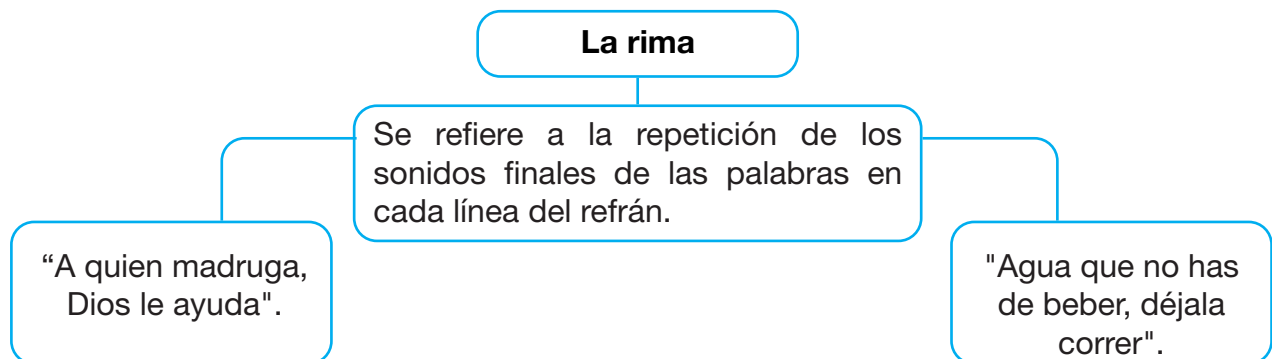 La rima
Se refiere a la repetición de los
sonidos finales de las palabras en
cada línea del refrán.
“A quien madruga,
Dios le ayuda".
"Agua que no has
de beber, déjala
correr".